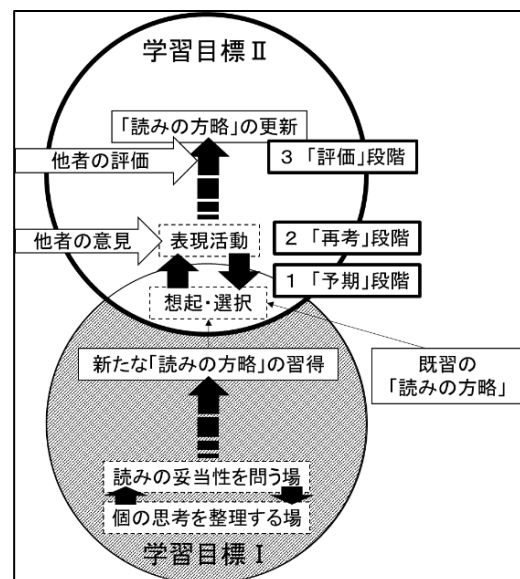 学習目標Ⅱ
「読みの方略」の更新
他者の評価
3 「評価」段階
他者の意見
表現活動
2 「再考」段階
1 「予期」段階
想起・選択
新たな「読みの方略」の習得
既習の
「読みの方略」
読みの妥当性を問う場
個の思考を整理する場
学習目標Ⅰ